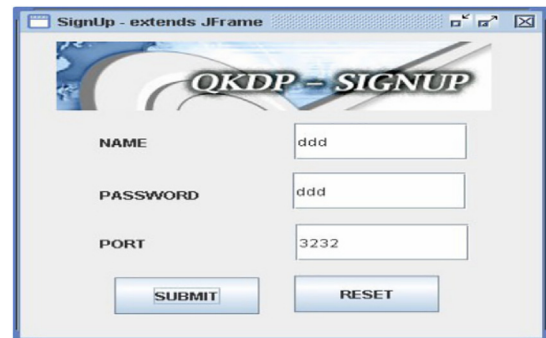 SignUp - extends JFrame
QKDP – SIGNUP
NAME ddd
PASSWORD ddd
PORT 3232
SUBMIT RESET